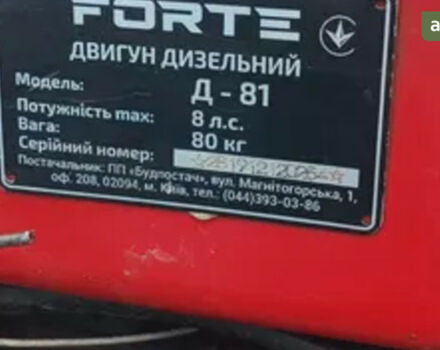 FORTE
ДВИГУН ДИЗЕЛЬНИЙ
Модель: Д - 81
Потужність max: 8 л.с.
Вага: 80 кг
Серійний номер:
Постачальник: ПП «Будпостач», вул. Магнітогорська, 1,
оф. 208, 02094, м. Київ, тел.: (044)393-03-86